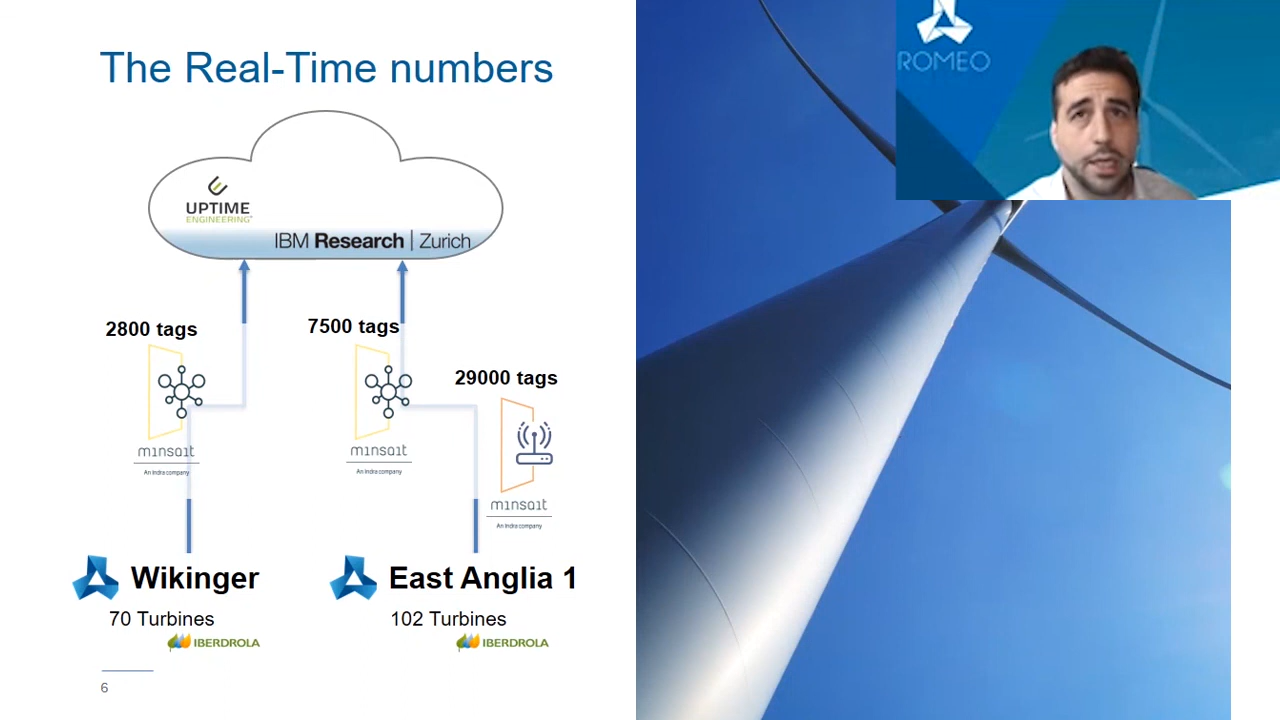 The Real-Time numbers
ROMEO
UPTIME
ENGINEERING™
IBM Research | Zurich
2800 tags
7500 tags
29000 tags
minsait
An Indra company
minsait
An Indra company
minsait
An Indra company
Wikinger
East Anglia 1
70 Turbines
102 Turbines
IBERDROLA
IBERDROLA
6